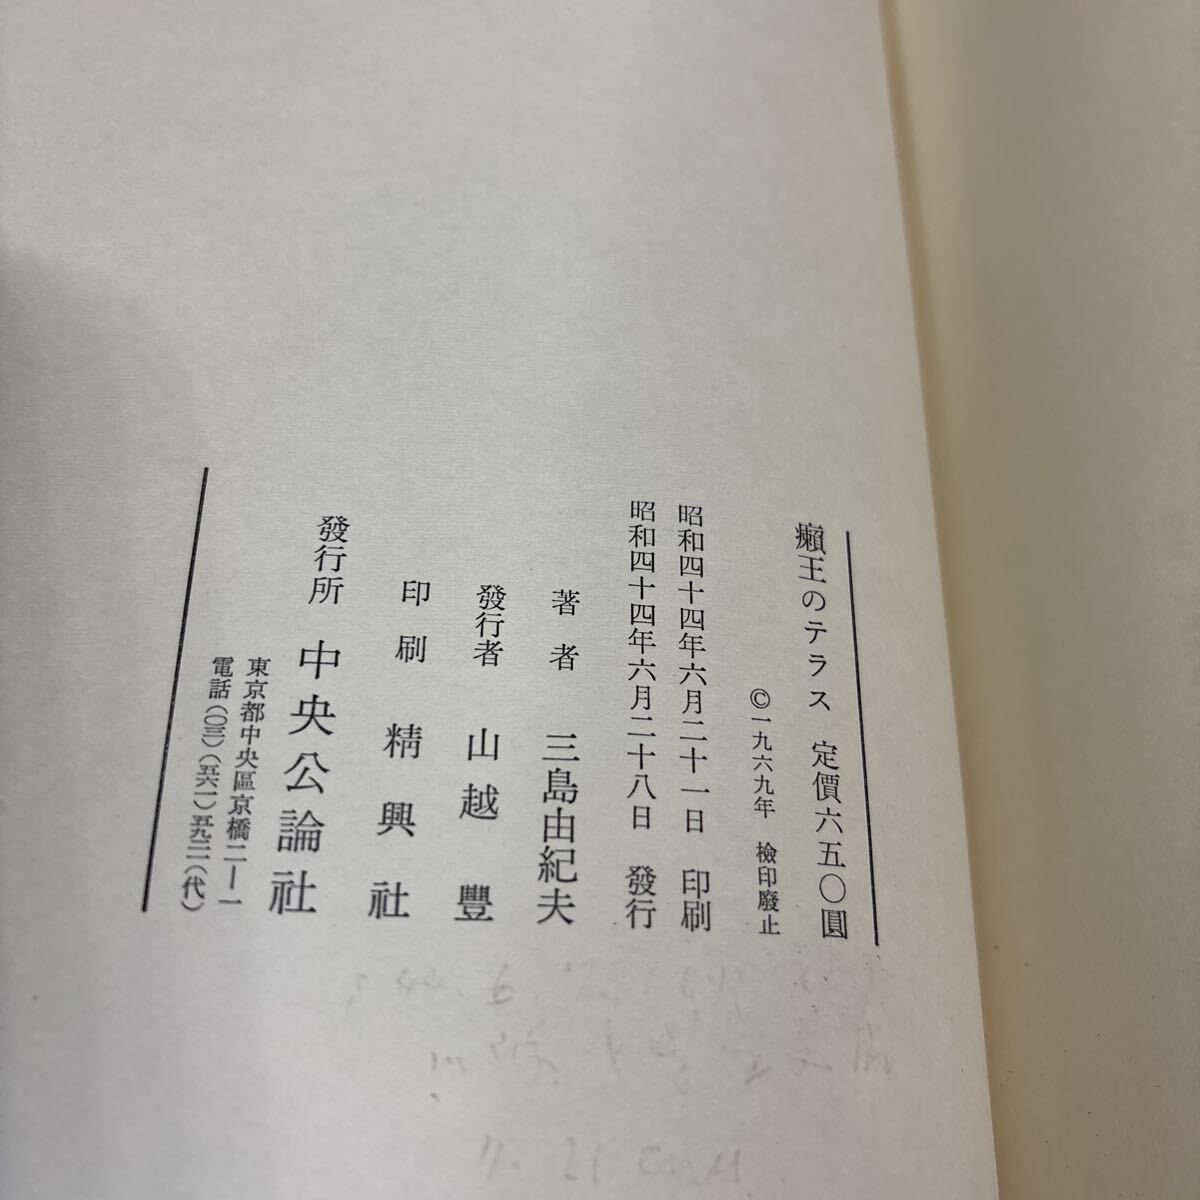 癩王のテラス　定價六五〇圓
©一九六九年　檢印廢止
昭和四十四年六月二十一日　印刷
昭和四十四年六月二十八日　發行
著者　三島由紀夫
發行者　山越豐
印刷　精興社
發行所　中央公論社
東京都中央區京橋二—一
電話(〇三)(五六一)五九二一(代)